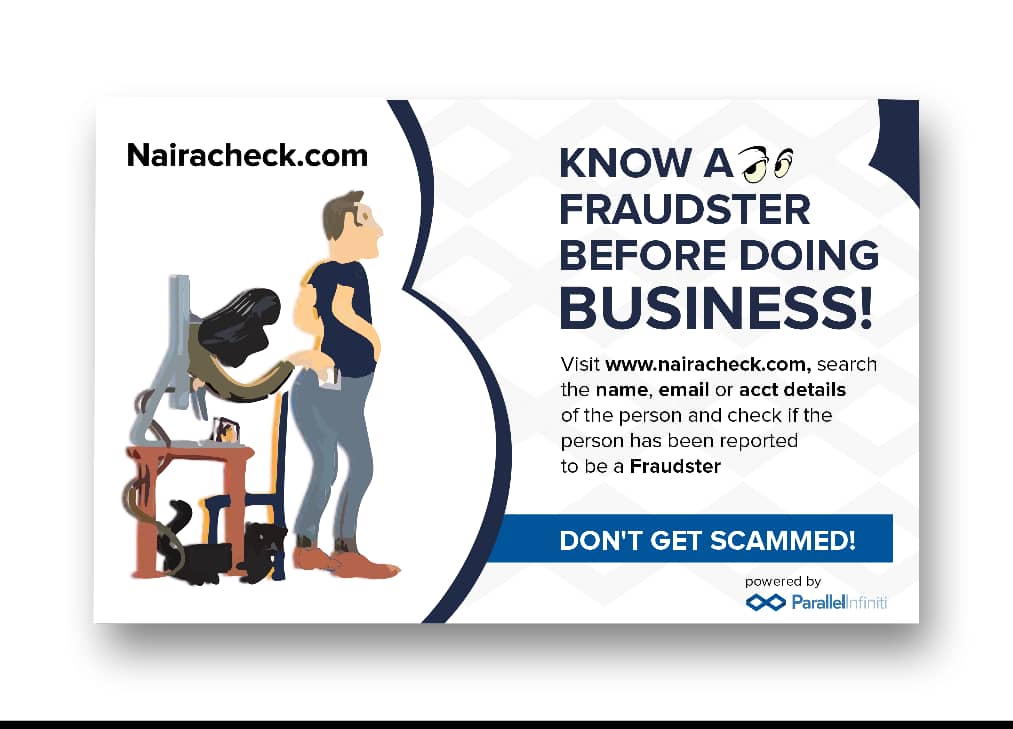 Nairacheck.com
KNOW A
FRAUDSTER
BEFORE DOING
BUSINESS!
Visit www.nairacheck.com, search
the name, email or acct details
of the person and check if the
person has been reported
to be a Fraudster
DON'T GET SCAMMED!
powered by
ParallelInfiniti